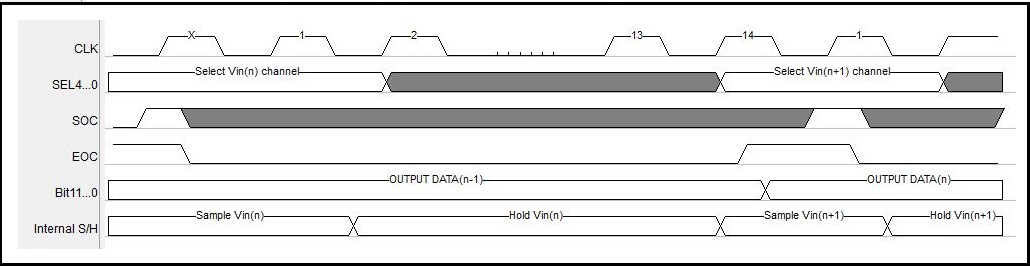 CLK X 1 2 13 14 1
SEL4...0 Select Vin(n) channel Select Vin(n+1) channel
SOC
EOC
Bit11...0 OUTPUT DATA(n-1) OUTPUT DATA(n)
Internal S/H Sample Vin(n) Hold Vin(n) Sample Vin(n+1) Hold Vin(n+1)